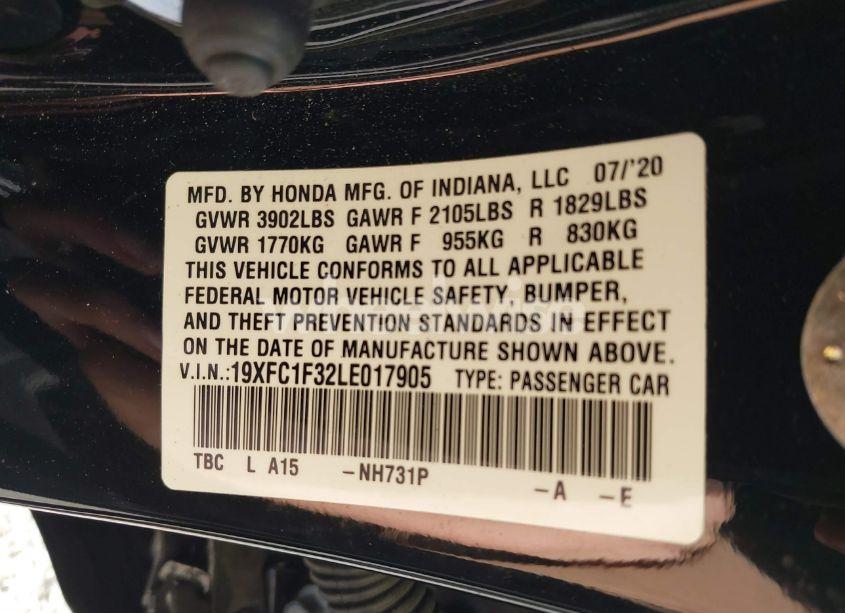 MFD. BY HONDA MFG. OF INDIANA, LLC 07/'20
GVWR 3902LBS GAWR F 2105LBS R 1829LBS
GVWR 1770KG GAWR F 955KG R 830KG
THIS VEHICLE CONFORMS TO ALL APPLICABLE
FEDERAL MOTOR VEHICLE SAFETY, BUMPER,
AND THEFT PREVENTION STANDARDS IN EFFECT
ON THE DATE OF MANUFACTURE SHOWN ABOVE.
V.I.N.:19XFC1F32LE017905 TYPE: PASSENGER CAR
TBC L A15 -NH731P -A -E